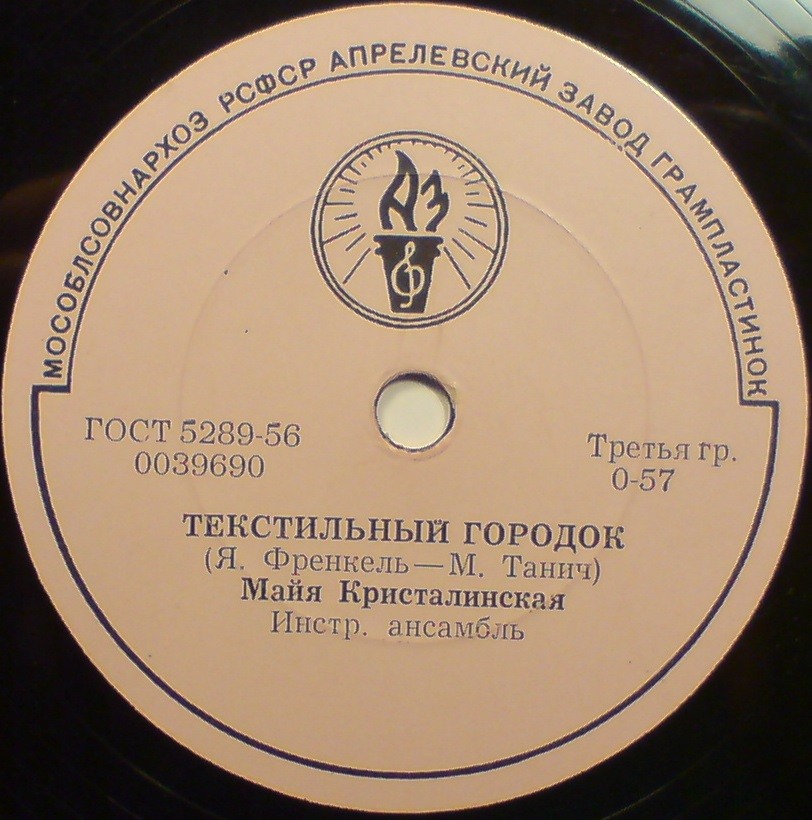 МОСОБЛСОВНАРХОЗ РСФСР АПРЕЛЕВСКИЙ ЗАВОД ГРАМПЛАСТИНОК
АЗ
ГОСТ 5289-56
0039690
Третья гр.
0-57
ТЕКСТИЛЬНЫЙ ГОРОДОК
(Я. Френкель — М. Танич)
Майя Кристалинская
Инстр. ансамбль